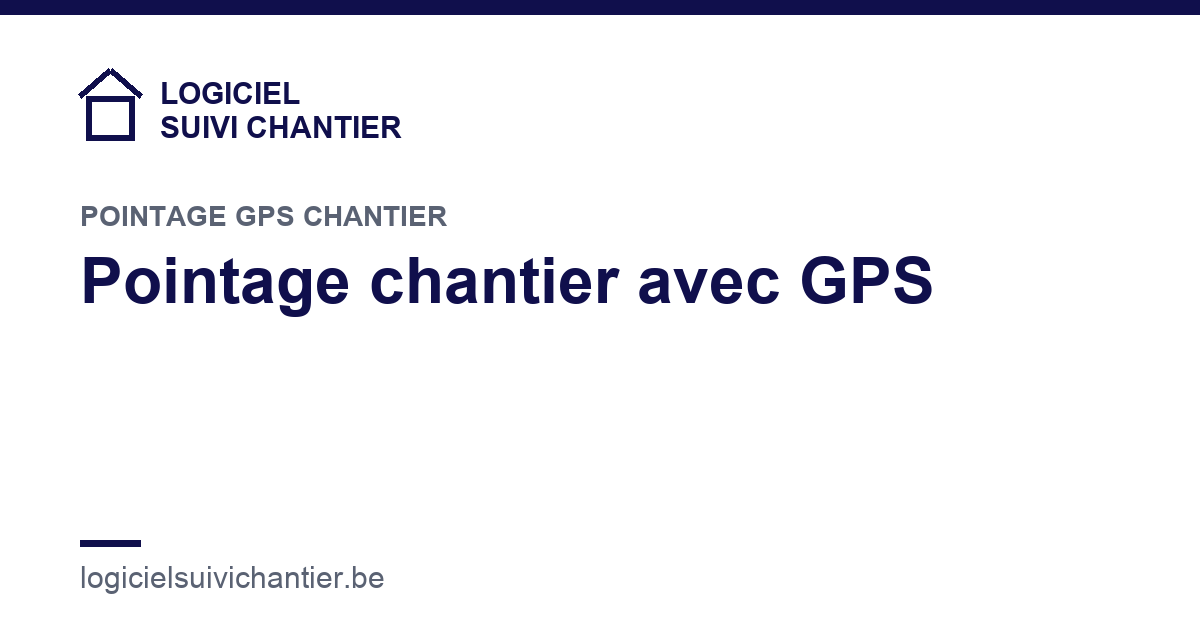 LOGICIEL
SUIVI CHANTIER
POINTAGE GPS CHANTIER
Pointage chantier avec GPS
logicielsuivichantier.be